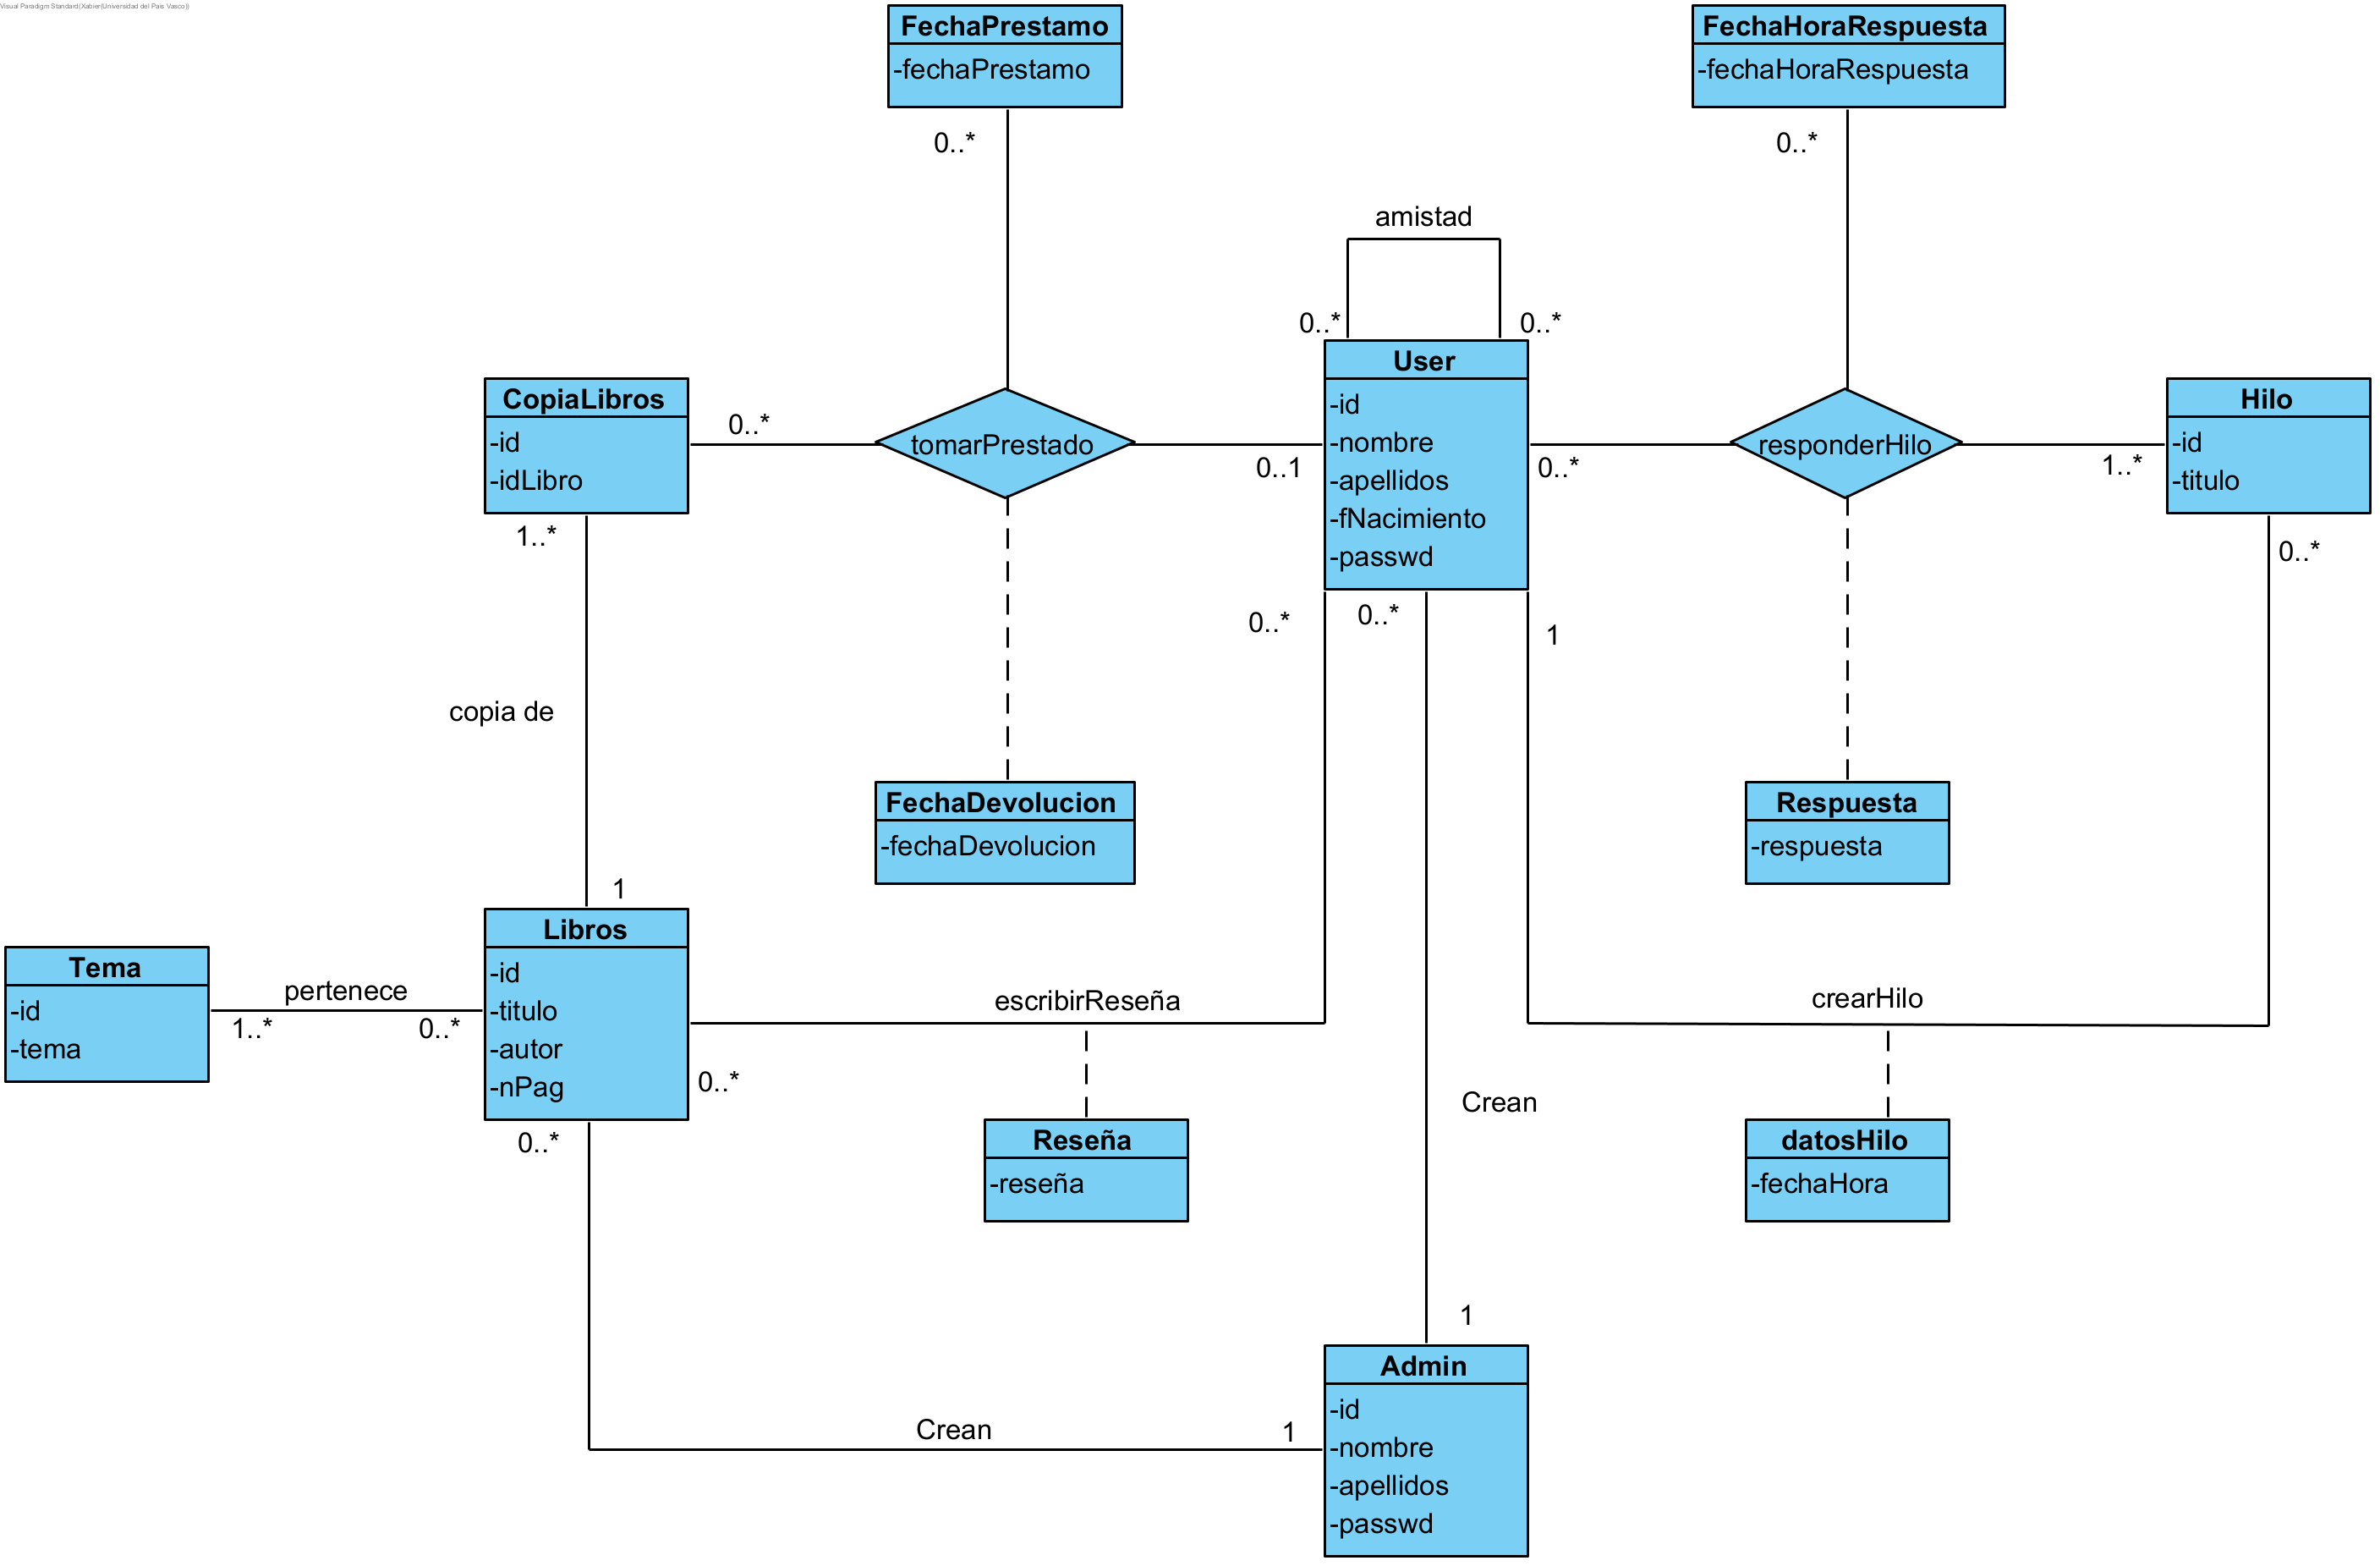 Visual Paradigm Standard(Xabier(Universidad del Pais Vasco))
FechaPrestamo
-fechaPrestamo
0..*
FechaHoraRespuesta
-fechaHoraRespuesta
0..*
amistad
0..*
0..*
CopiaLibros
-id
-idLibro
0..*
1..*
tomarPrestado
0..1
User
-id
-nombre
-apellidos
-fNacimiento
-passwd
0..*
responderHilo
1..*
Hilo
-id
-titulo
0..*
0..*
0..*
1
copia de
1
FechaDevolucion
-fechaDevolucion
Respuesta
-respuesta
Tema
-id
-tema
pertenece
1..*
0..*
Libros
-id
-titulo
-autor
-nPag
0..*
0..*
escribirReseña
crearHilo
Crean
Reseña
-reseña
datosHilo
-fechaHora
1
Crean
1
Admin
-id
-nombre
-apellidos
-passwd